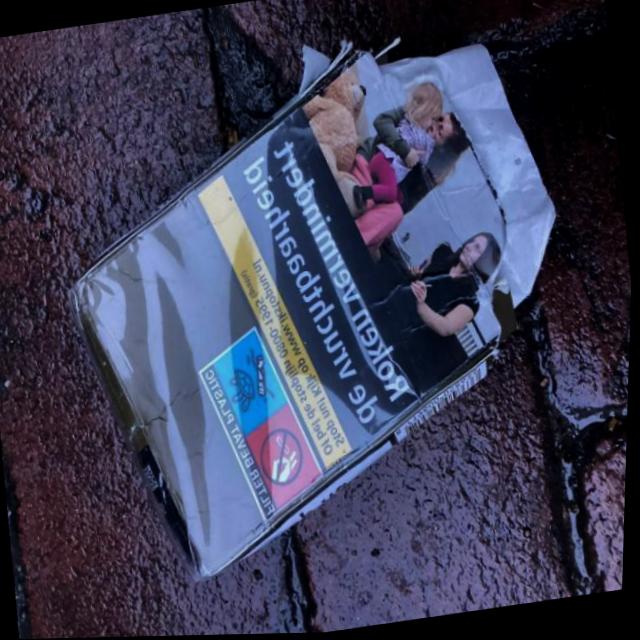 Roken vermindert
de vruchtbaarheid
Stop nu! Kijk op www.ikstopnu.nl
Of bel de stoplijn 0800-1995 (gratis)
FILTER BEVAT PLASTIC